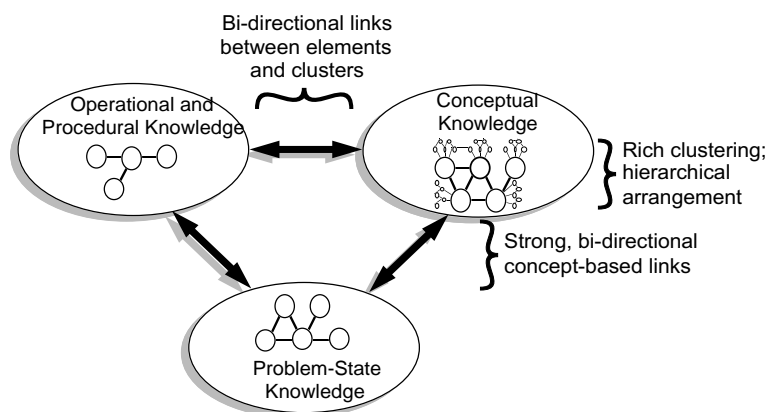 Bi-directional links
between elements
and clusters
Operational and
Procedural Knowledge
Conceptual
Knowledge
Rich clustering;
hierarchical
arrangement
Strong, bi-directional
concept-based links
Problem-State
Knowledge